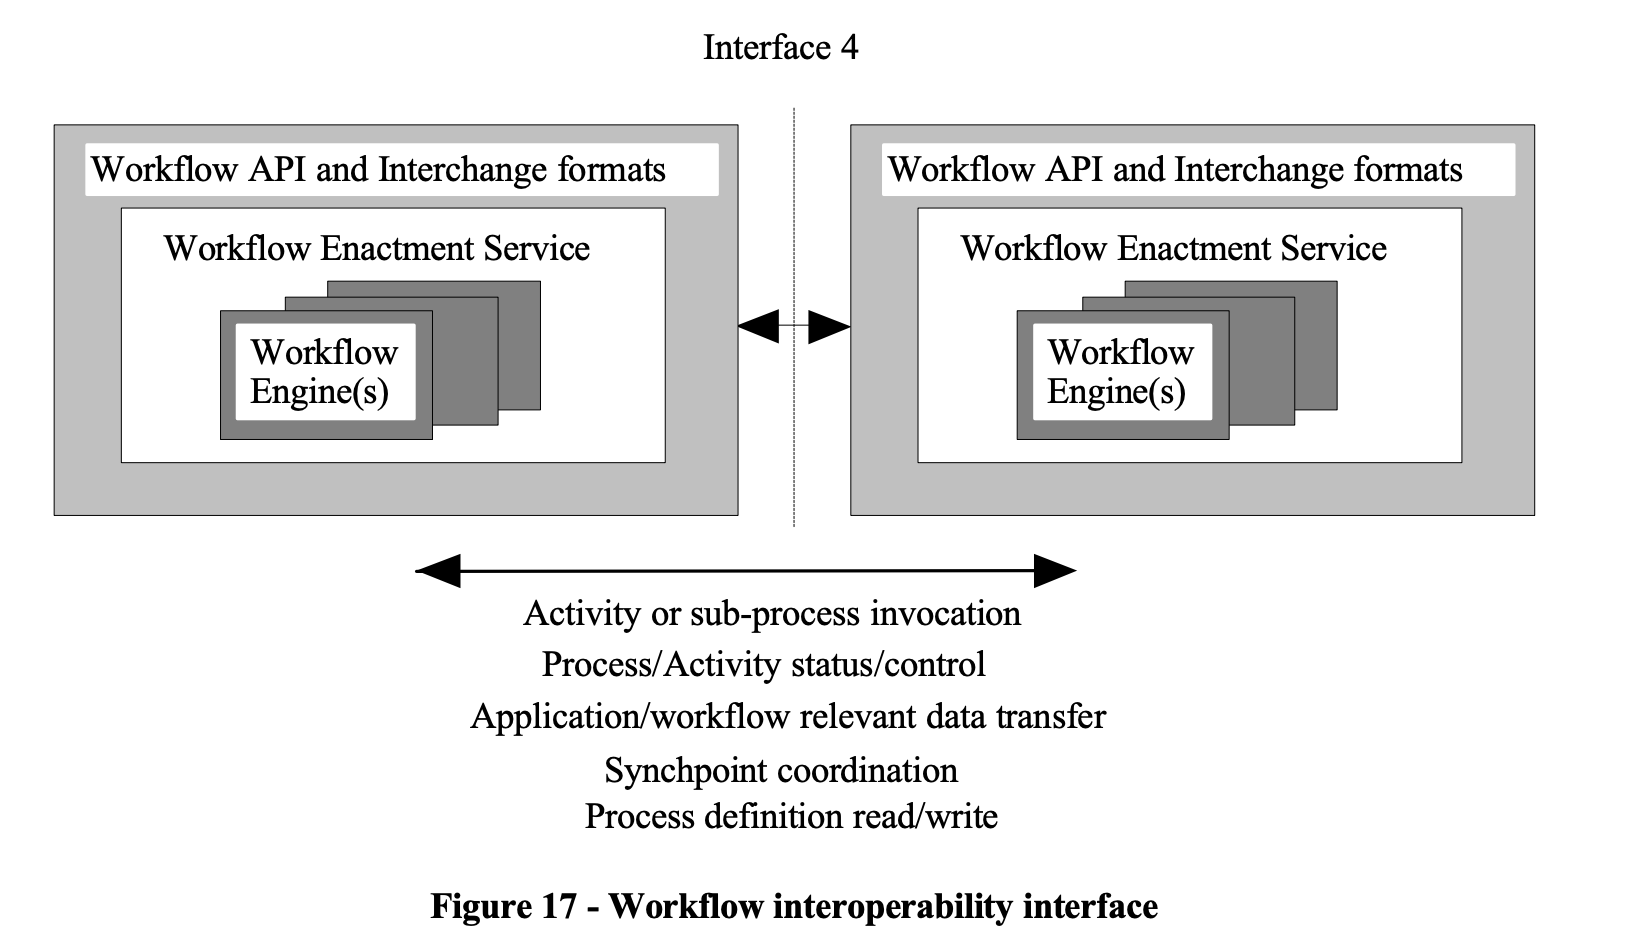 Interface 4
Workflow API and Interchange formats
Workflow Enactment Service
Workflow
Engine(s)
Workflow API and Interchange formats
Workflow Enactment Service
Workflow
Engine(s)
Activity or sub-process invocation
Process/Activity status/control
Application/workflow relevant data transfer
Synchpoint coordination
Process definition read/write
Figure 17 - Workflow interoperability interface